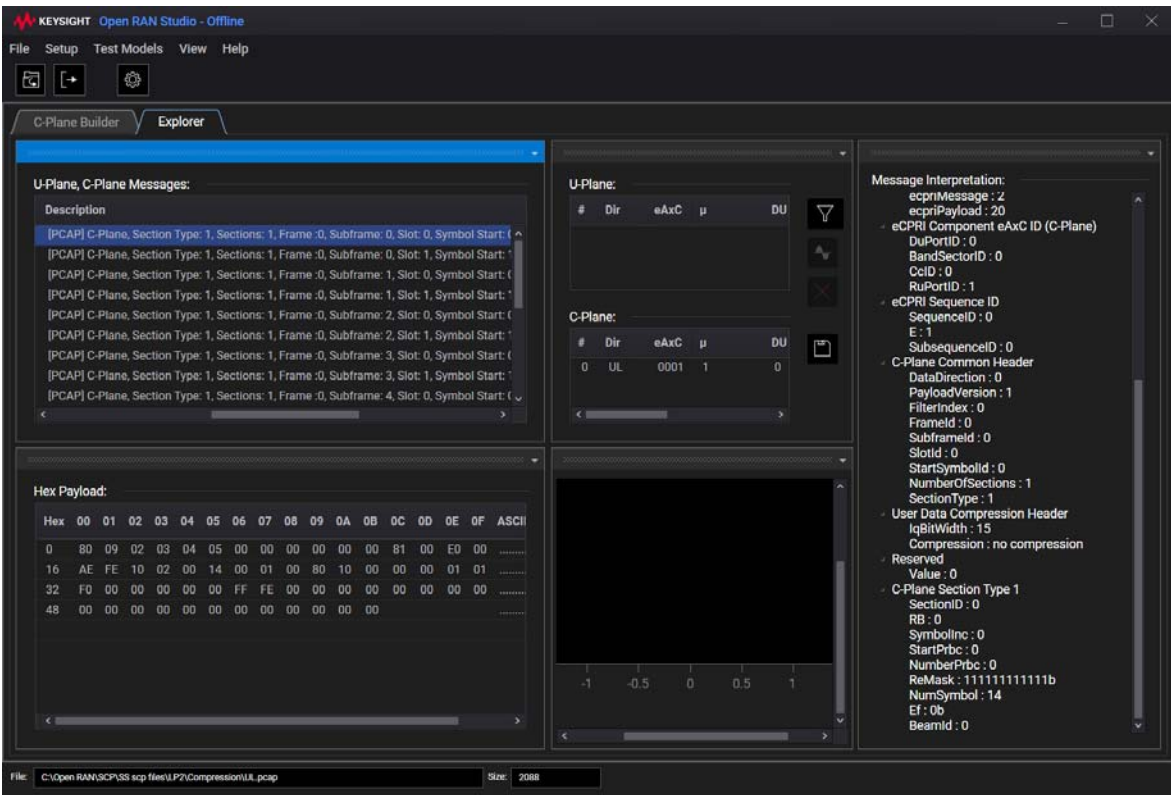 KEYSIGHT Open RAN Studio - Offline
File Setup Test Models View Help
C-Plane Builder Explorer
U-Plane, C-Plane Messages:
Description
[PCAP] C-Plane, Section Type: 1, Sections: 1, Frame :0, Subframe: 0, Slot: 0, Symbol Start:
[PCAP] C-Plane, Section Type: 1, Sections: 1, Frame :0, Subframe: 0, Slot: 1, Symbol Start:
[PCAP] C-Plane, Section Type: 1, Sections: 1, Frame :0, Subframe: 1, Slot: 0, Symbol Start:
[PCAP] C-Plane, Section Type: 1, Sections: 1, Frame :0, Subframe: 1, Slot: 1, Symbol Start:
[PCAP] C-Plane, Section Type: 1, Sections: 1, Frame :0, Subframe: 2, Slot: 0, Symbol Start:
[PCAP] C-Plane, Section Type: 1, Sections: 1, Frame :0, Subframe: 2, Slot: 1, Symbol Start:
[PCAP] C-Plane, Section Type: 1, Sections: 1, Frame :0, Subframe: 3, Slot: 0, Symbol Start:
[PCAP] C-Plane, Section Type: 1, Sections: 1, Frame :0, Subframe: 3, Slot: 1, Symbol Start:
[PCAP] C-Plane, Section Type: 1, Sections: 1, Frame :0, Subframe: 4, Slot: 0, Symbol Start:
U-Plane:
# Dir eAxC μ DU
C-Plane:
# Dir eAxC μ DU
0 UL 0001 1 0
Message Interpretation:
ecpriMessage : 2
ecpriPayload : 20
eCPRI Component eAxC ID (C-Plane)
DuPortID : 0
BandSectorID : 0
CcID : 0
RuPortID : 1
eCPRI Sequence ID
SequenceID : 0
E : 1
SubsequenceID : 0
C-Plane Common Header
DataDirection : 0
PayloadVersion : 1
FilterIndex : 0
FrameId : 0
SubframeId : 0
SlotId : 0
StartSymbolId : 0
NumberOfSections : 1
SectionType : 1
User Data Compression Header
IqBitWidth : 15
Compression : no compression
Reserved
Value : 0
C-Plane Section Type 1
SectionID : 0
RB : 0
SymbolInc : 0
StartPrbc : 0
NumberPrbc : 0
ReMask : 111111111111b
NumSymbol : 14
Ef : 0b
BeamId : 0
Hex Payload:
Hex 00 01 02 03 04 05 06 07 08 09 0A 0B 0C 0D 0E 0F ASCII
0 80 09 02 03 04 05 00 00 00 00 00 00 81 00 E0 00 ........
16 AE FE 10 02 00 14 00 01 00 80 10 00 00 00 01 01 ........
32 F0 00 00 00 00 00 FF FE 00 00 00 00 00 00 00 00 ........
48 00 00 00 00 00 00 00 00 00 00 00 00 ........
-1 -0.5 0 0.5 1
File: C:\Open RAN\SCP\SS scp files\LP2\Compression\UL.pcap Size: 2088